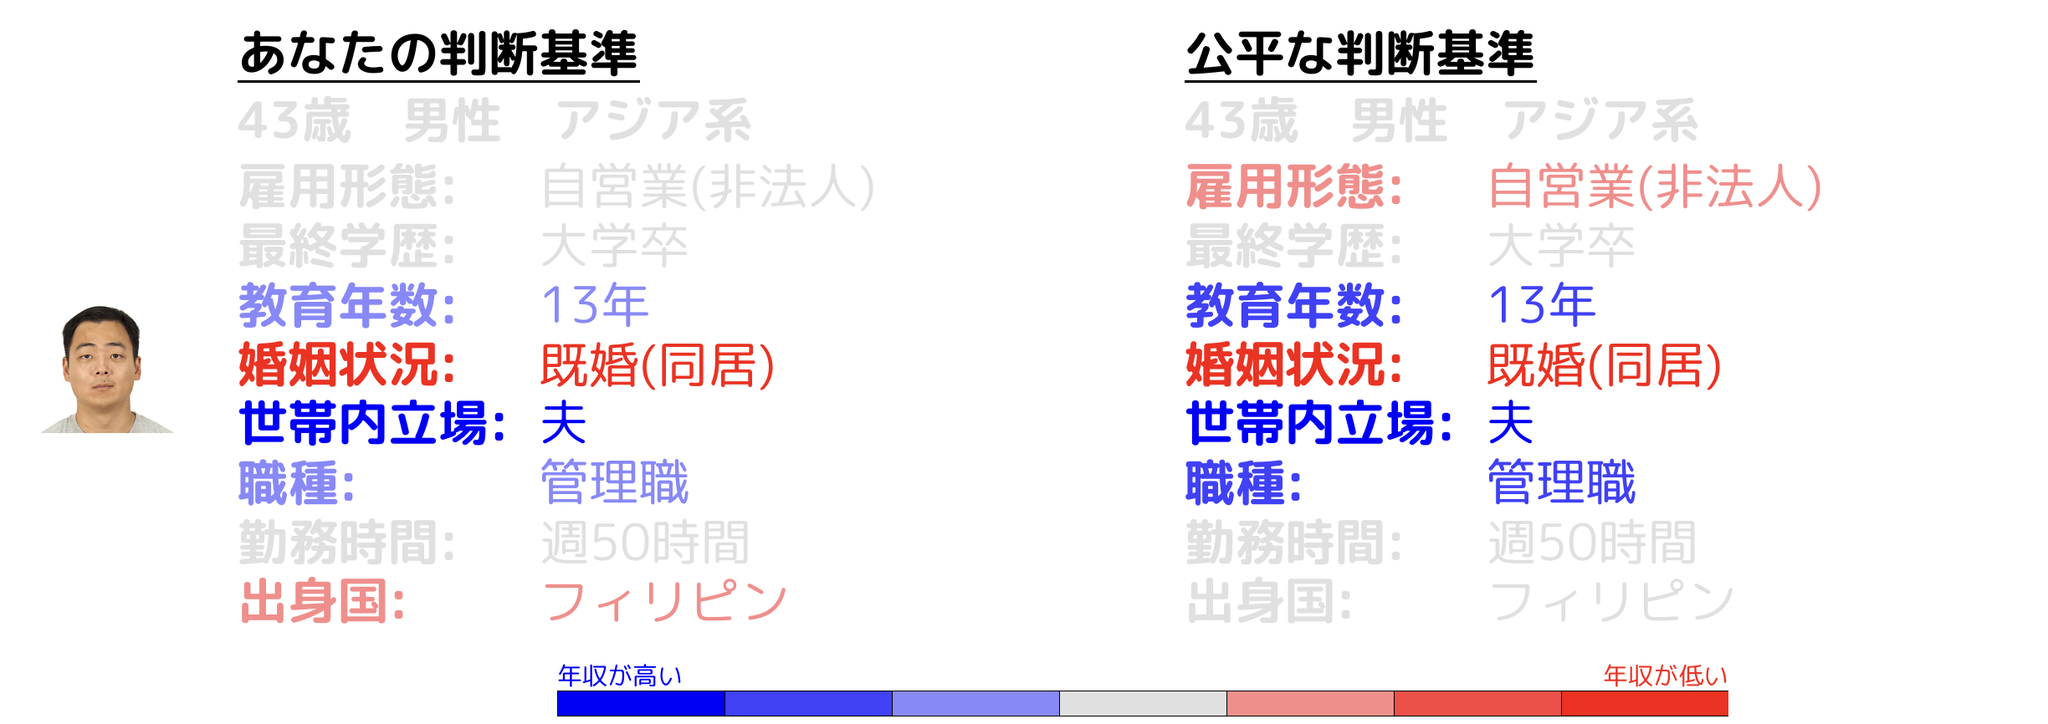 あなたの判断基準
43歳　男性　アジア系
雇用形態: 自営業(非法人)
最終学歴: 大学卒
教育年数: 13年
婚姻状況: 既婚(同居)
世帯内立場: 夫
職種: 管理職
勤務時間: 週50時間
出身国: フィリピン
公平な判断基準
43歳　男性　アジア系
雇用形態: 自営業(非法人)
最終学歴: 大学卒
教育年数: 13年
婚姻状況: 既婚(同居)
世帯内立場: 夫
職種: 管理職
勤務時間: 週50時間
出身国: フィリピン
年収が高い
年収が低い